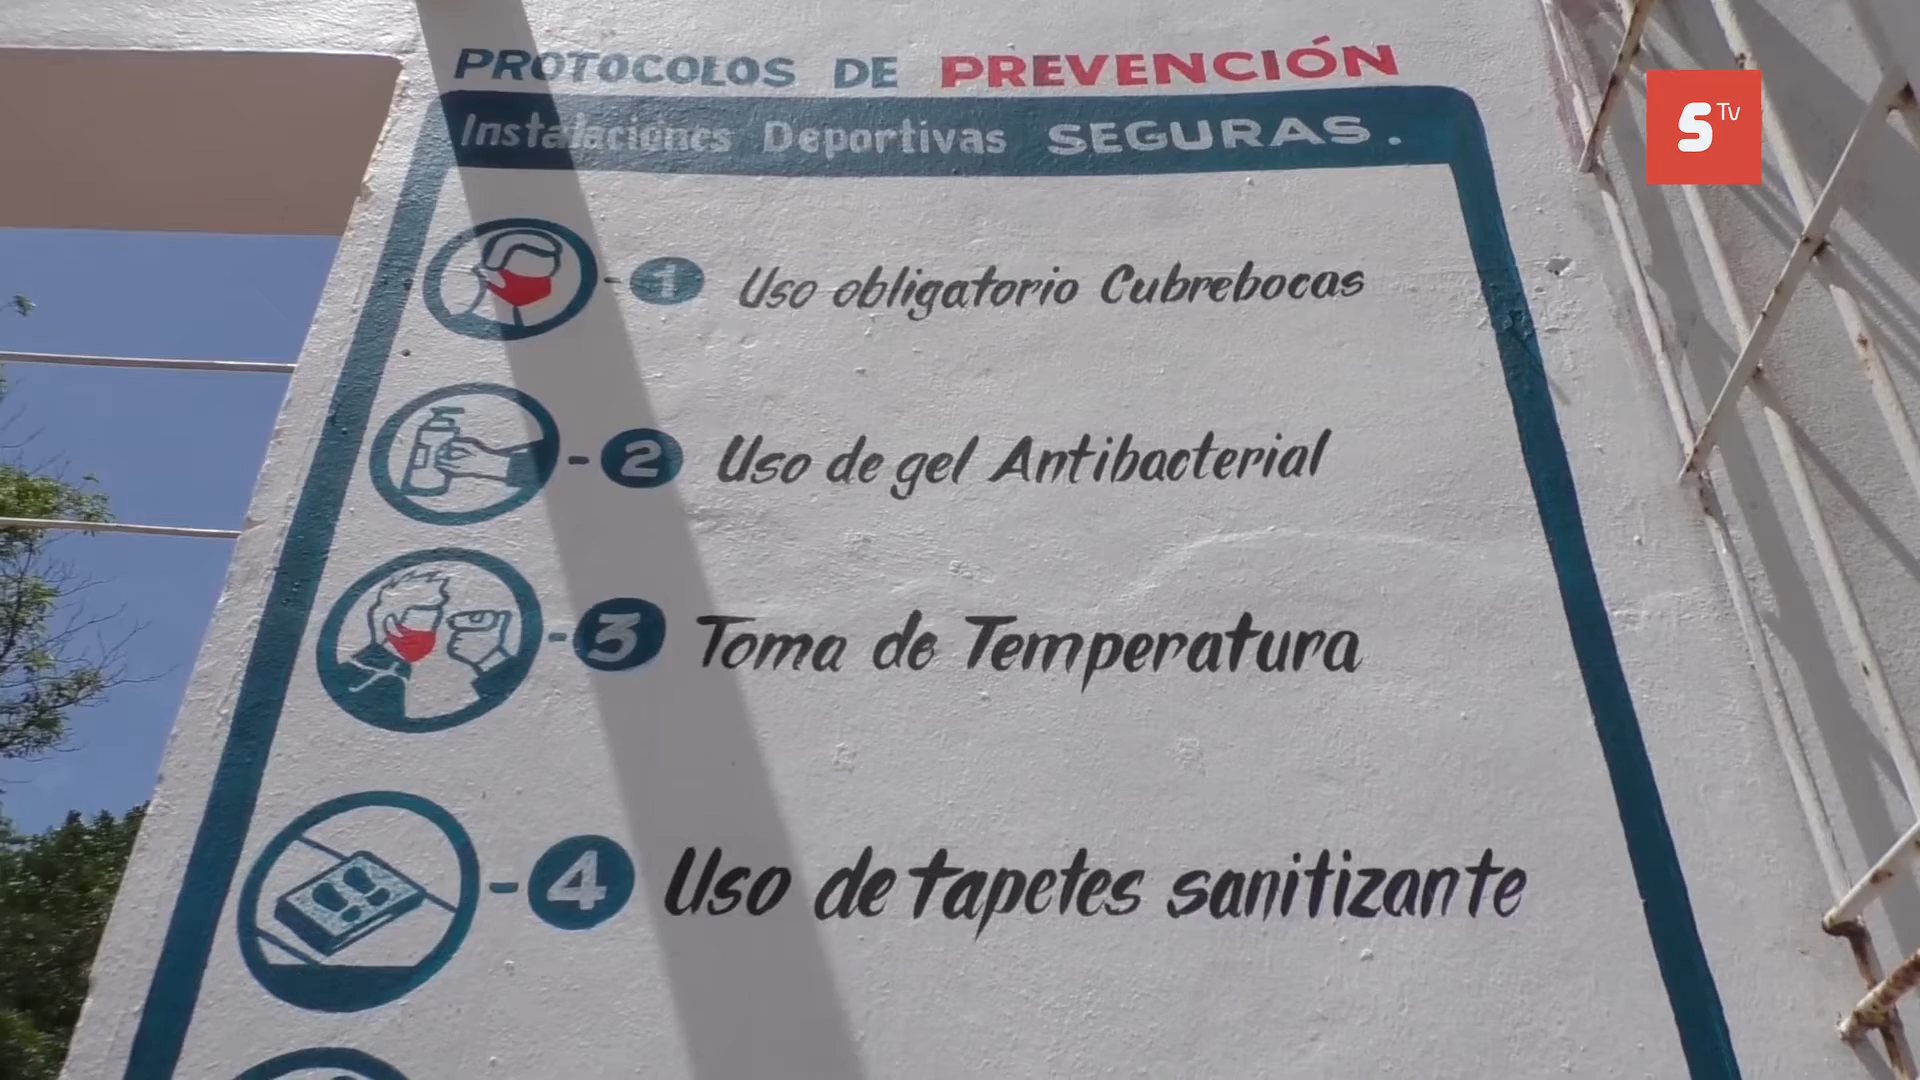 PROTOCOLOS DE PREVENCIÓN
Instalaciones Deportivas SEGURAS.
S Tv
-1 Uso obligatorio Cubrebocas
-2 Uso de gel Antibacterial
-3 Toma de Temperatura
-4 Uso de tapetes sanitizante